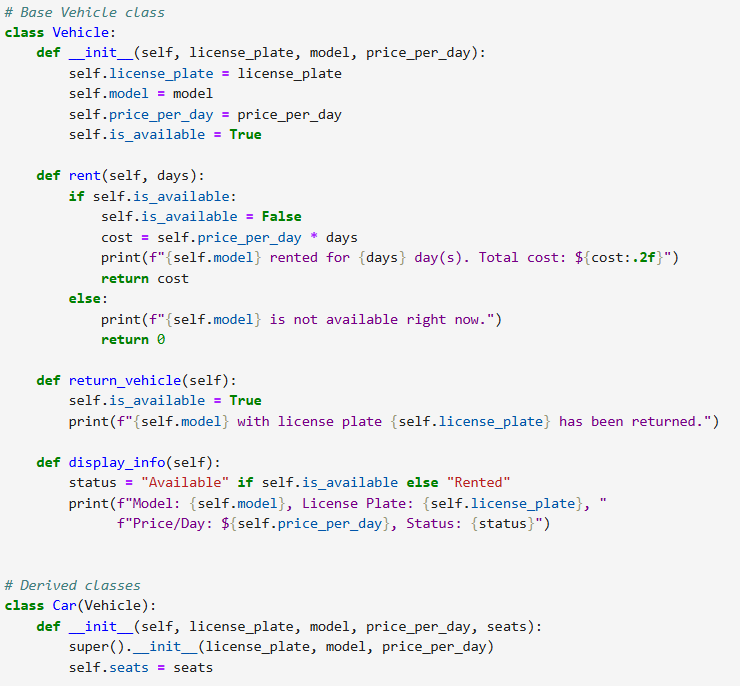 # Base Vehicle class
class Vehicle:
    def __init__(self, license_plate, model, price_per_day):
        self.license_plate = license_plate
        self.model = model
        self.price_per_day = price_per_day
        self.is_available = True

    def rent(self, days):
        if self.is_available:
            self.is_available = False
            cost = self.price_per_day * days
            print(f"{self.model} rented for {days} day(s). Total cost: ${cost:.2f}")
            return cost
        else:
            print(f"{self.model} is not available right now.")
            return 0

    def return_vehicle(self):
        self.is_available = True
        print(f"{self.model} with license plate {self.license_plate} has been returned.")

    def display_info(self):
        status = "Available" if self.is_available else "Rented"
        print(f"Model: {self.model}, License Plate: {self.license_plate}, "
              f"Price/Day: ${self.price_per_day}, Status: {status}")


# Derived classes
class Car(Vehicle):
    def __init__(self, license_plate, model, price_per_day, seats):
        super().__init__(license_plate, model, price_per_day)
        self.seats = seats